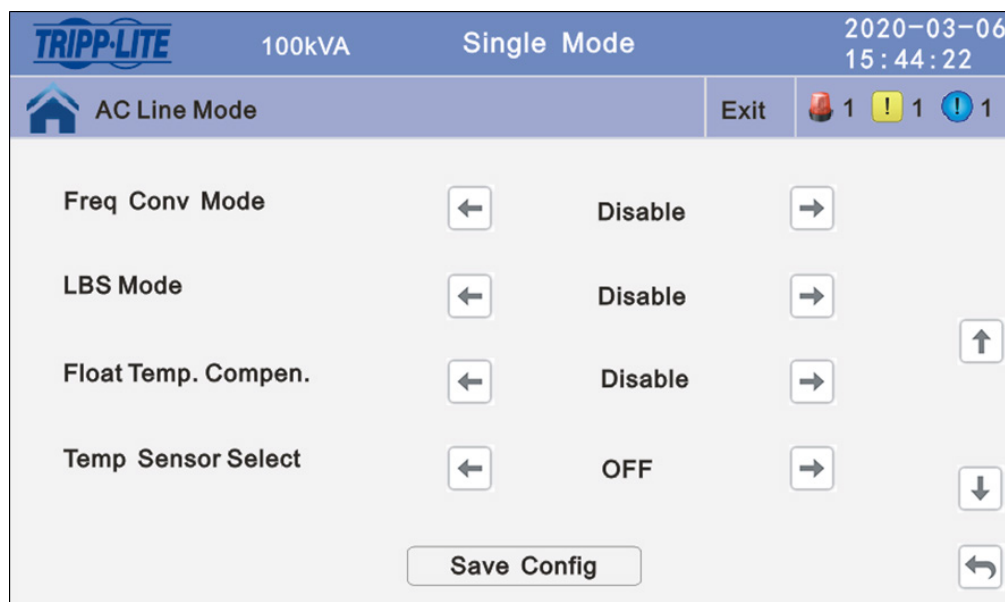 TRIPP·LITE 100kVA Single Mode 2020-03-06
15:44:22
AC Line Mode Exit 1 ! 1 ! 1
Freq Conv Mode Disable
LBS Mode Disable
Float Temp. Compen. Disable
Temp Sensor Select OFF
Save Config